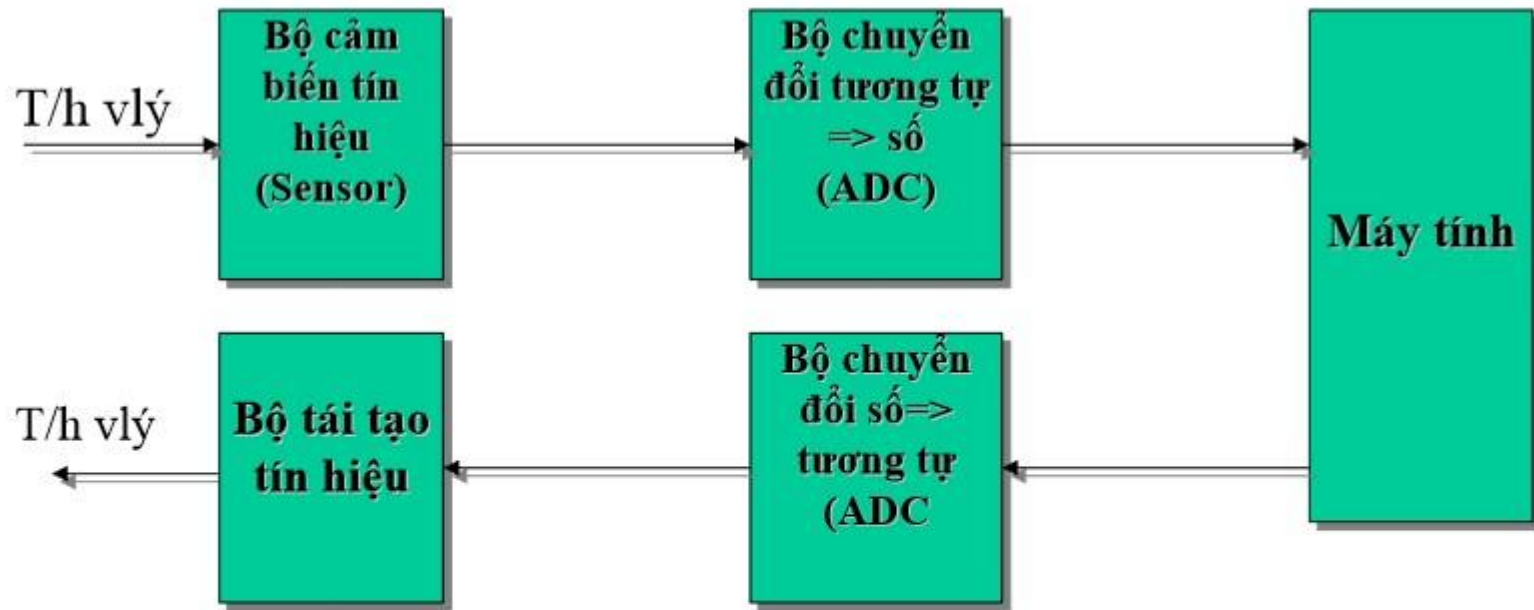 T/h vlý
Bộ cảm
biến tín
hiệu
(Sensor)
Bộ chuyển
đổi tương tự
=> số
(ADC)
Máy tính
T/h vlý
Bộ tái tạo
tín hiệu
Bộ chuyển
đổi số=>
tương tự
(ADC